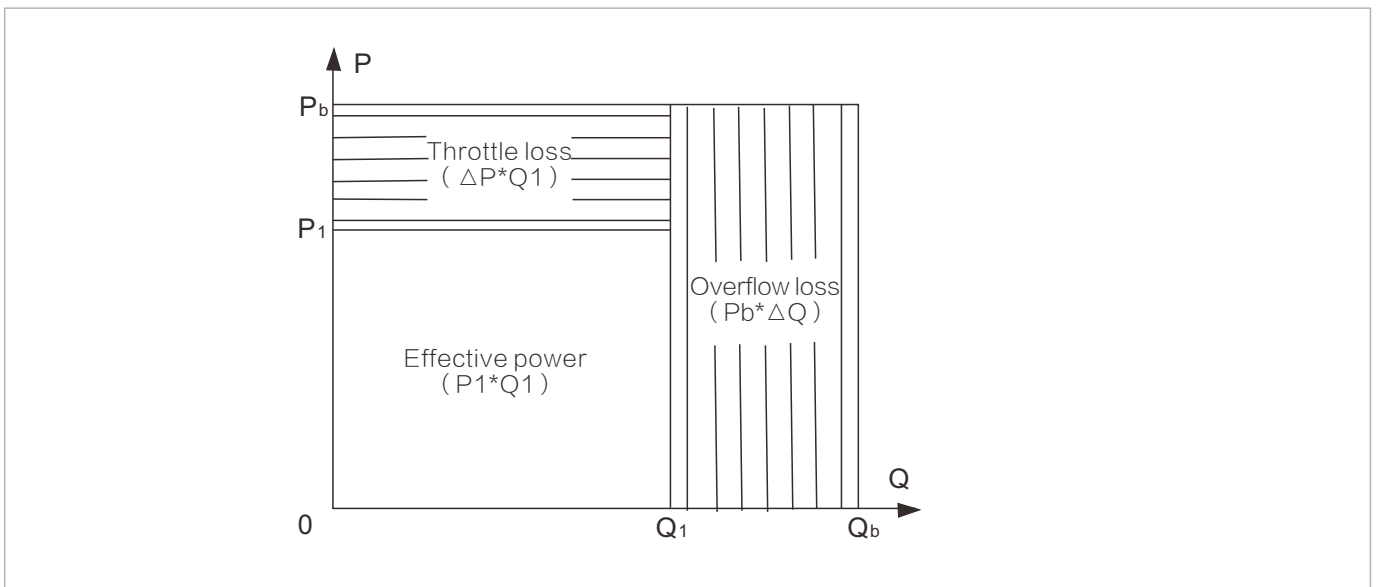 P
Pb
Throttle loss
（ △P*Q1 ）
P1
Overflow loss
（ Pb*△Q ）
Effective power
（ P1*Q1 ）
Q
0
Q1
Qb